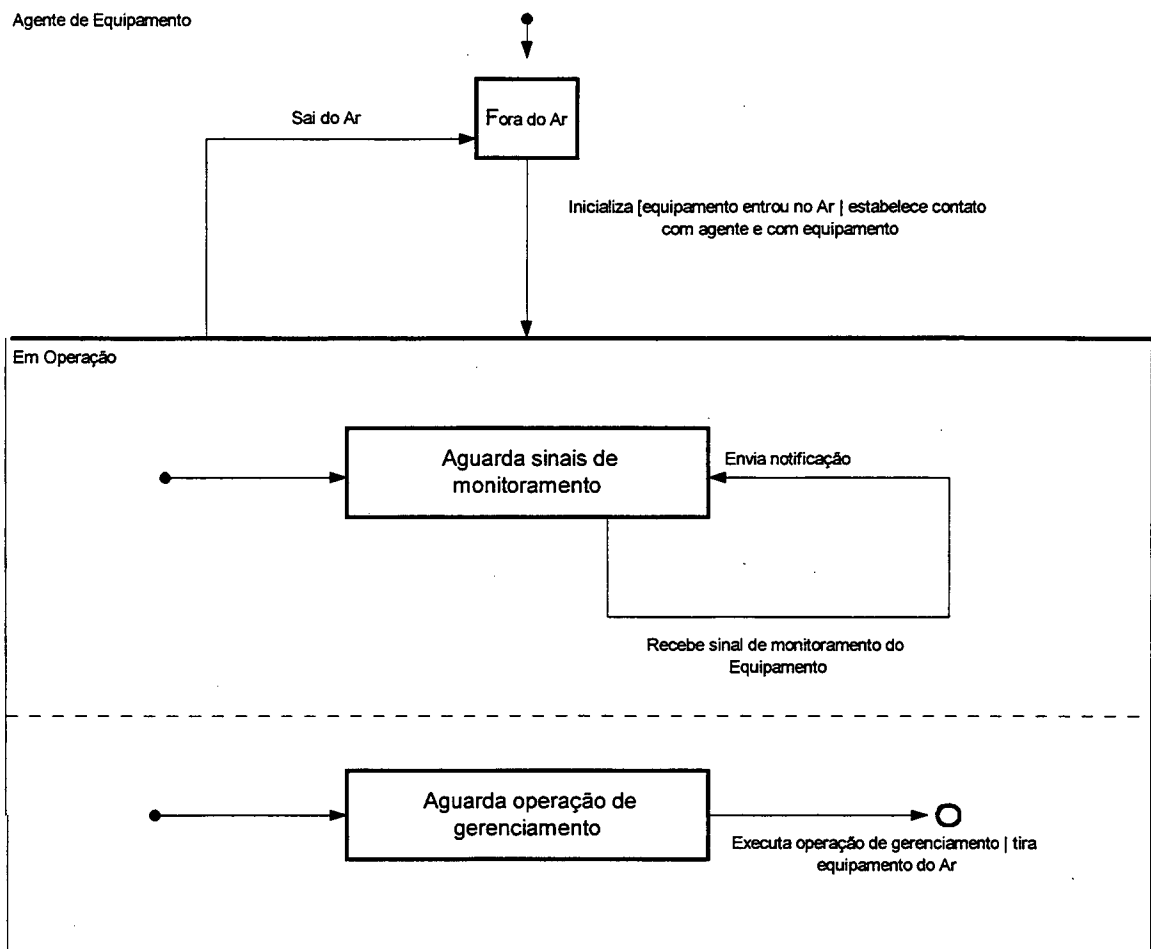 Agente de Equipamento
Sai do Ar
Fora do Ar
Inicializa [equipamento entrou no Ar | estabelece contato
com agente e com equipamento
Em Operação
Aguarda sinais de
monitoramento
Envia notificação
Recebe sinal de monitoramento do
Equipamento
Aguarda operação de
gerenciamento
Executa operação de gerenciamento | tira
equipamento do Ar